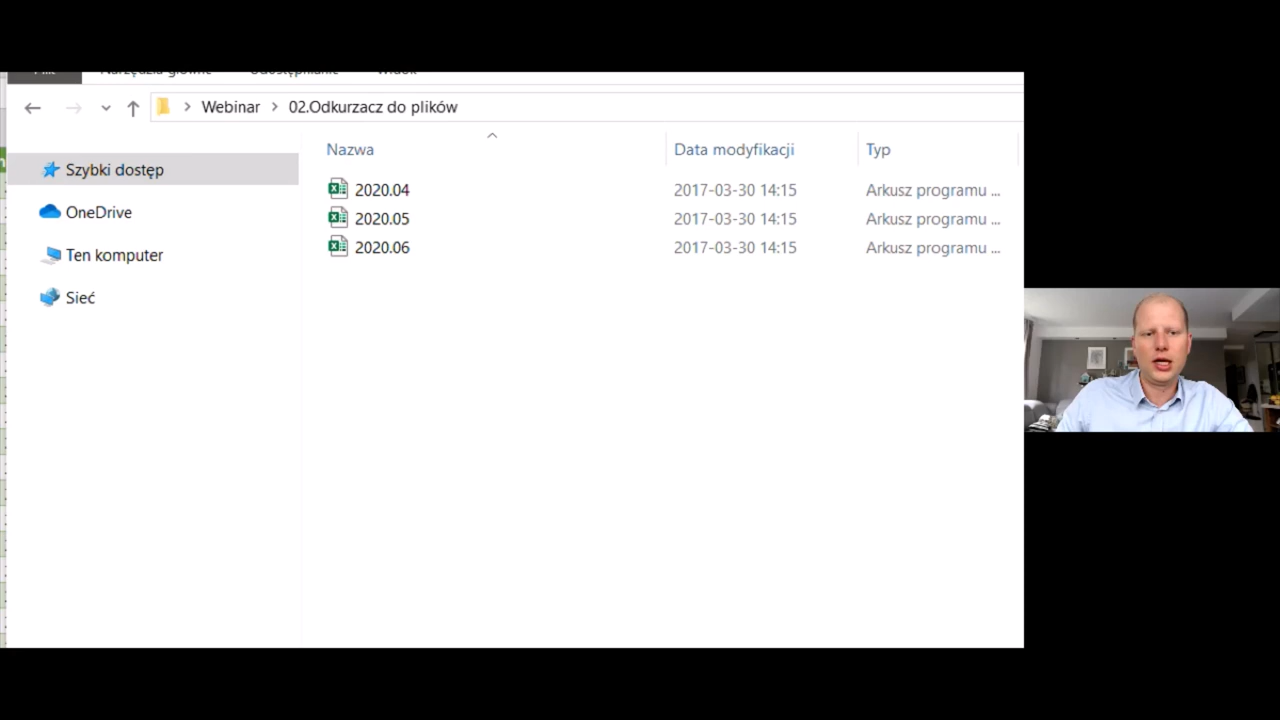 Webinar > 02.Odkurzacz do plików
Nazwa Data modyfikacji Typ
Szybki dostęp
OneDrive
Ten komputer
Sieć
2020.04 2017-03-30 14:15 Arkusz programu ...
2020.05 2017-03-30 14:15 Arkusz programu ...
2020.06 2017-03-30 14:15 Arkusz programu ...